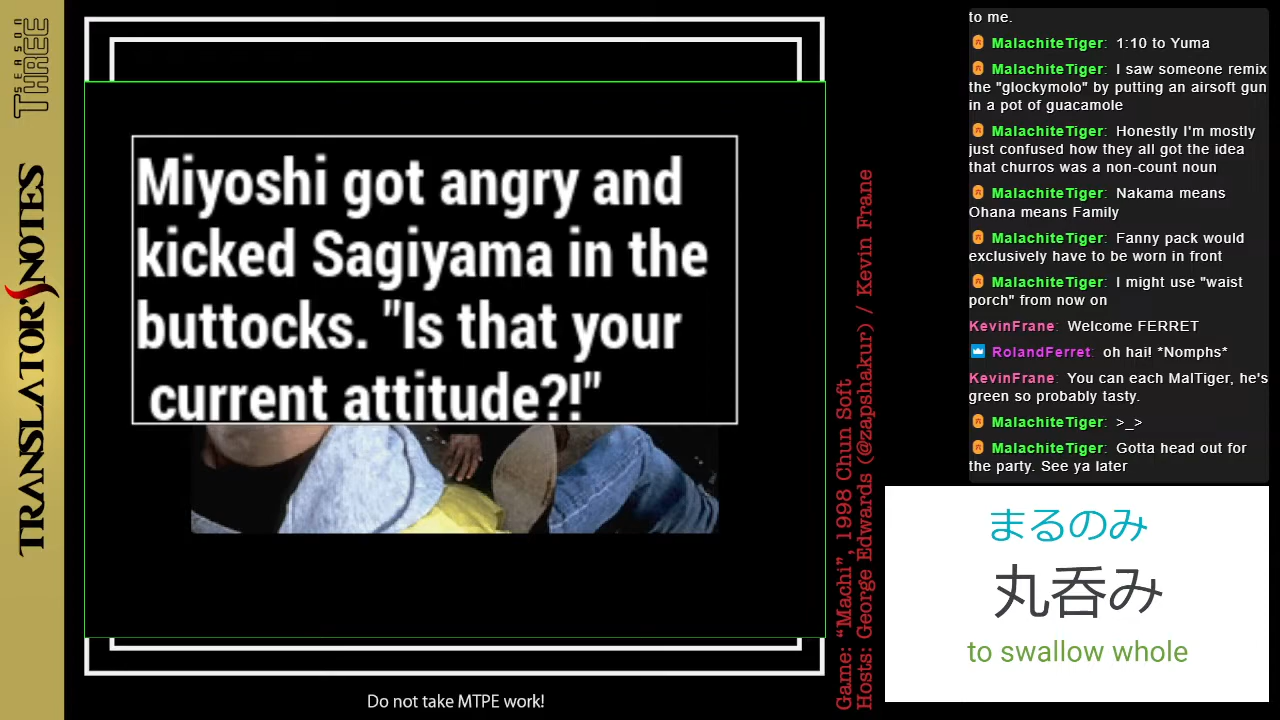 SEASON
THREE
TRANSLATOR'S NOTES
Miyoshi got angry and
kicked Sagiyama in the
buttocks. "Is that your
urrent attitude?!"
Do not take MTPE work!
Game: "Machi", 1998 Chun Soft
Hosts: George Edwards (@zapshakur) / Kevin Frane
to me.
MalachiteTiger: 1:10 to Yuma
MalachiteTiger: I saw someone remix
the "glockymolo" by putting an airsoft gun
in a pot of guacamole
MalachiteTiger: Honestly I'm mostly
just confused how they all got the idea
that churros was a non-count noun
MalachiteTiger: Nakama means
Ohana means Family
MalachiteTiger: Fanny pack would
exclusively have to be worn in front
MalachiteTiger: I might use "waist
porch" from now on
KevinFrane: Welcome FERRET
RolandFerret: oh hai! *Nomphs*
KevinFrane: You can munch MalTiger, he's
green so probably tasty.
MalachiteTiger: >_>
MalachiteTiger: Gotta head out for
the party. See ya later
まるのみ
丸呑み
to swallow whole